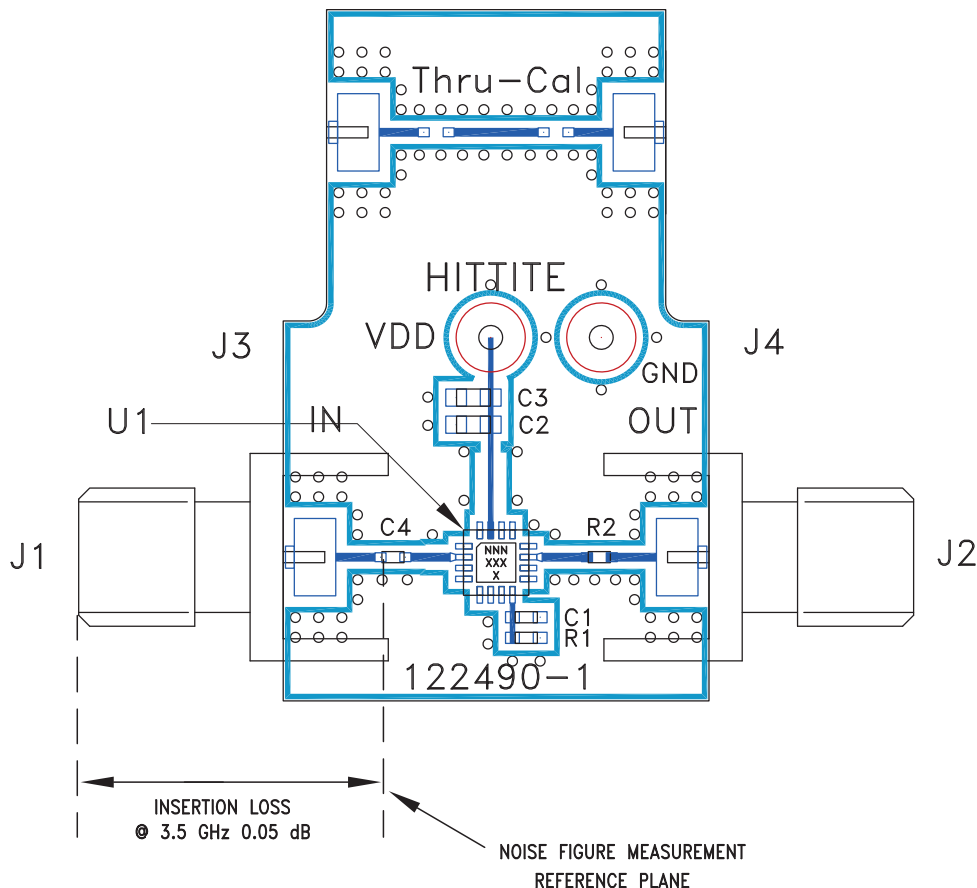 Thru-Cal
HITTITE
J3
VDD
J4
GND
C3
C2
U1
IN
OUT
C4
R2
J1
NNN
XXX
X
J2
C1
R1
122490-1
INSERTION LOSS
@ 3.5 GHz 0.05 dB
NOISE FIGURE MEASUREMENT
REFERENCE PLANE